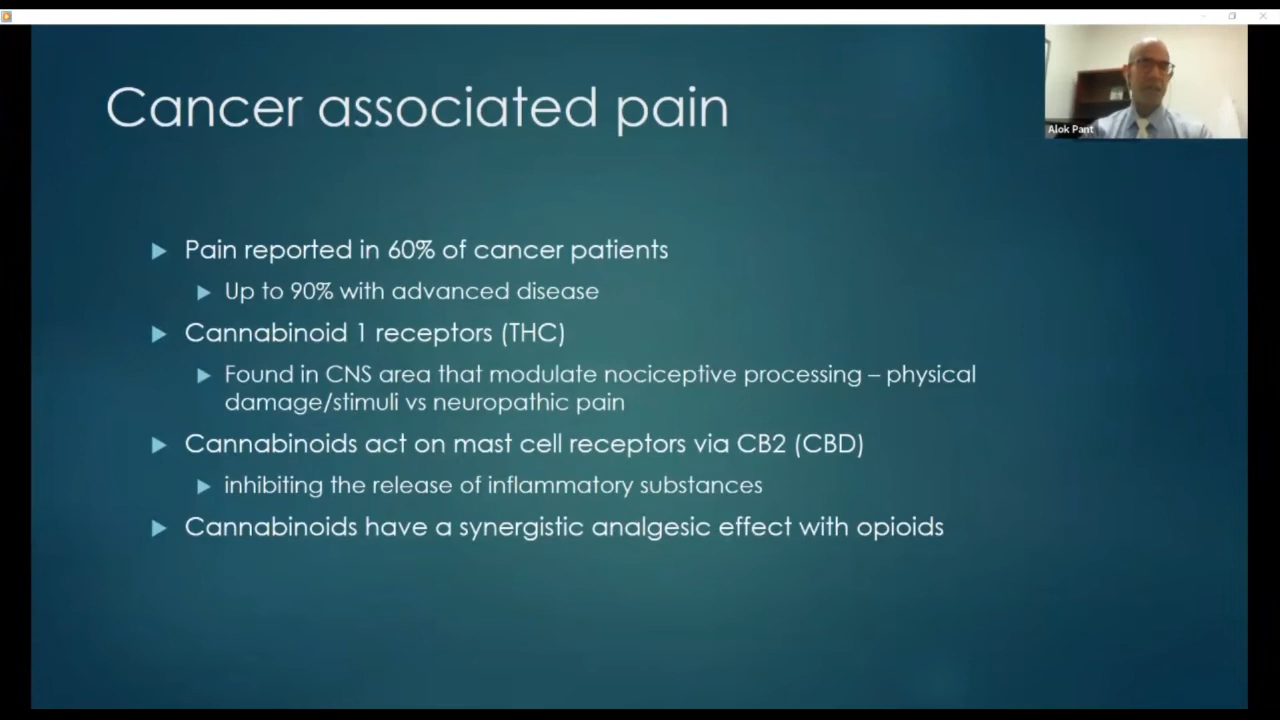 Cancer associated pain
Alok Pant
Pain reported in 60% of cancer patients
Up to 90% with advanced disease
Cannabinoid 1 receptors (THC)
Found in CNS area that modulate nociceptive processing – physical
damage/stimuli vs neuropathic pain
Cannabinoids act on mast cell receptors via CB2 (CBD)
inhibiting the release of inflammatory substances
Cannabinoids have a synergistic analgesic effect with opioids